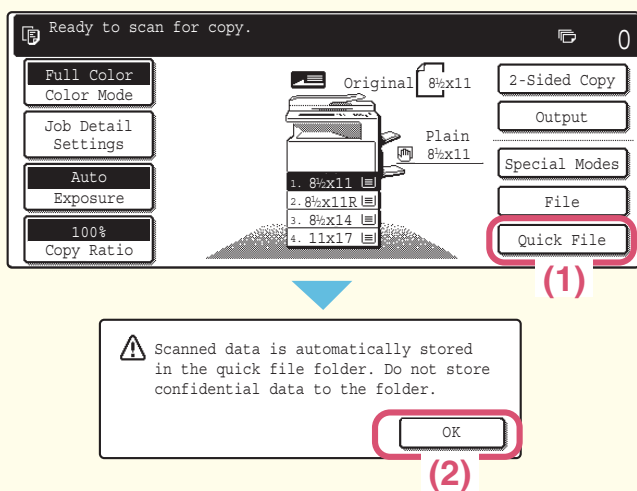 Ready to scan for copy.
0
Full Color
Color Mode
Original 8½x11
2-Sided Copy
Job Detail
Settings
Output
Plain
8½x11
Special Modes
Auto
Exposure
1. 8½x11
2. 8½x11R
3. 8½x14
4. 11x17
File
100%
Copy Ratio
Quick File
(1)
Scanned data is automatically stored
in the quick file folder. Do not store
confidential data to the folder.
OK
(2)